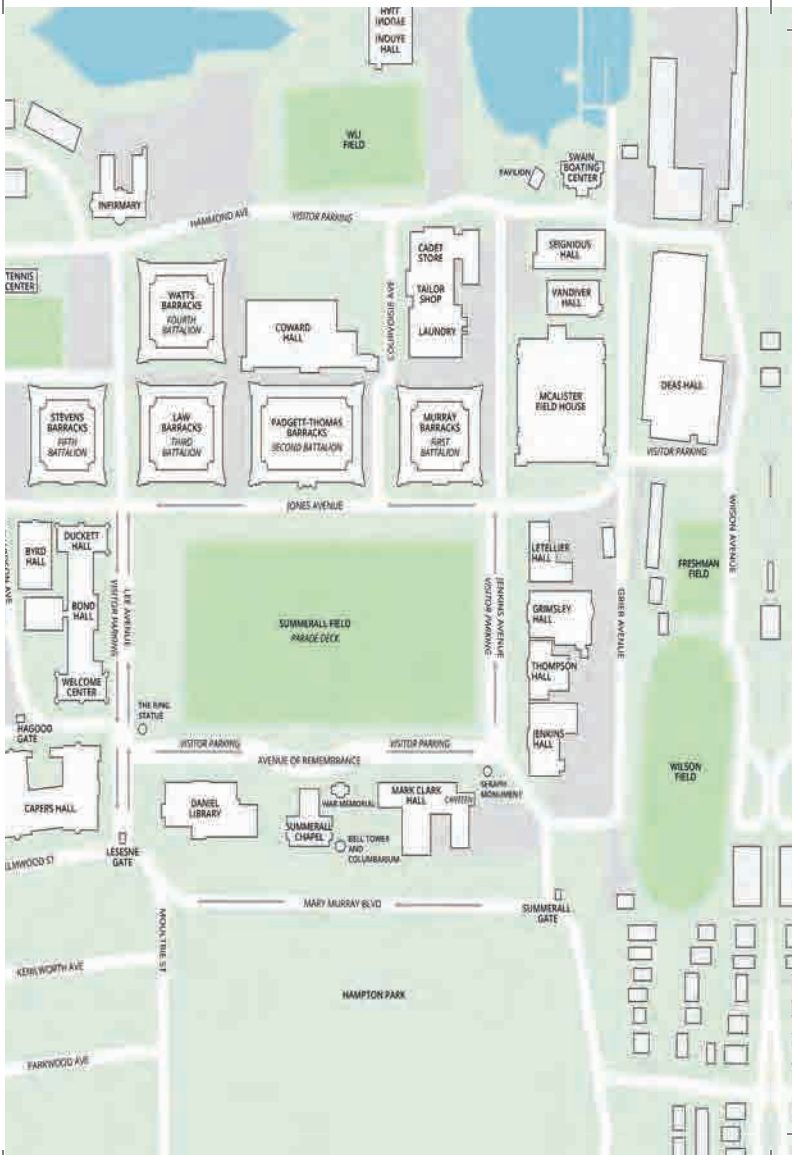 INOUYE
HALL
INOUYE
HALL
WLI
FIELD
PAVILION
SWAIN
BOATING
CENTER
INFIRMARY
HAMMOND AVE
VISITOR PARKING
CADET
STORE
TAILOR
SHOP
LAUNDRY
SEIGNIOUS
HALL
VANDIVER
HALL
TENNIS
CENTER
WATTS
BARRACKS
FOURTH
BATTALION
COWARD
HALL
MCALISTER
FIELD HOUSE
DEAS HALL
STEVENS
BARRACKS
FIFTH
BATTALION
LAW
BARRACKS
THIRD
BATTALION
PADGETT-THOMAS
BARRACKS
SECOND BATTALION
MURRAY
BARRACKS
FIRST
BATTALION
VISITOR PARKING
JONES AVENUE
WILSON AVENUE
BYRD
HALL
DUCKETT
HALL
BOND
HALL
WELCOME
CENTER
VISITOR PARKING
LEE AVENUE
SUMMERALL FIELD
PARADE DECK
VISITOR PARKING
JENKINS AVENUE
LETELLIER
HALL
GRIMSLEY
HALL
THOMPSON
HALL
JENKINS
HALL
GRIER AVENUE
FRESHMAN
FIELD
HAGOOD
GATE
THE RING
STATUE
VISITOR PARKING
VISITOR PARKING
AVENUE OF REMEMBRANCE
WILSON
FIELD
CAPERS HALL
DANIEL
LIBRARY
WAR MEMORIAL
SUMMERALL
CHAPEL
BELL TOWER
AND
COLUMBARIUM
MARK CLARK
HALL
CANTEEN
SERAPH
MONUMENT
LESESNE
GATE
ELMWOOD ST
MARY MURRAY BLVD
SUMMERALL
GATE
MOULTRIE ST
KENILWORTH AVE
HAMPTON PARK
PARKWOOD AVE